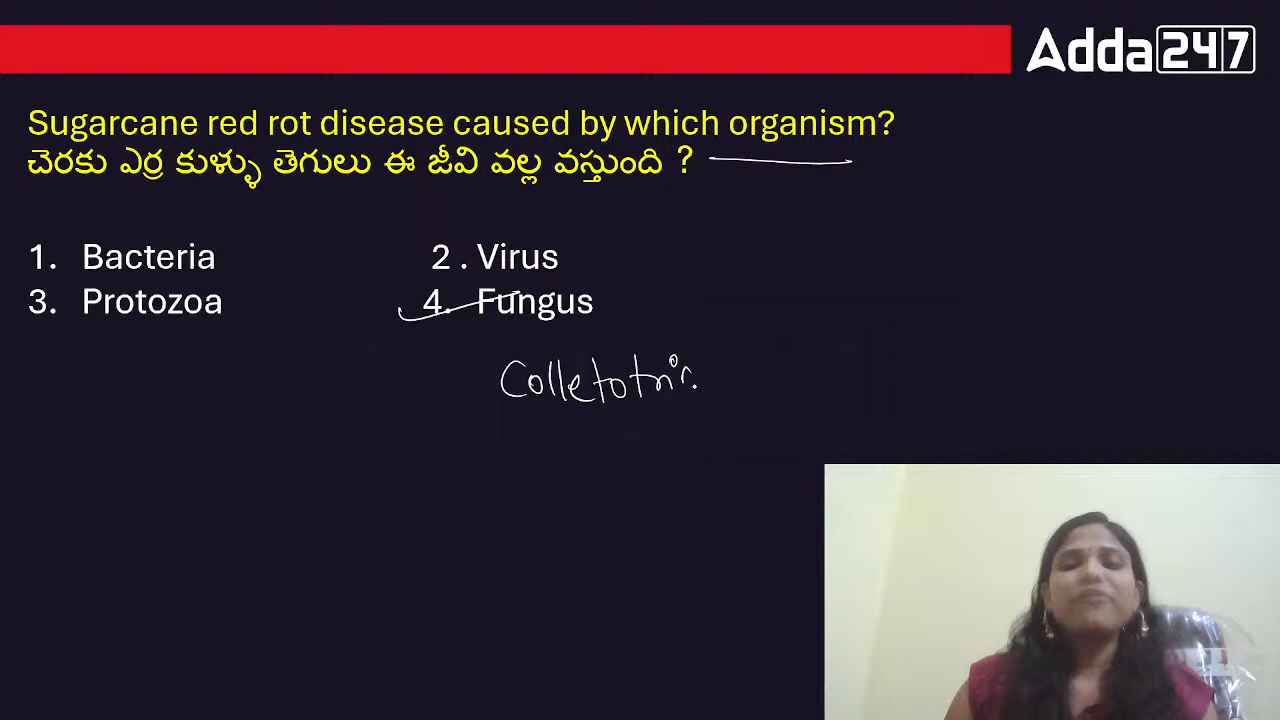 Adda247
Sugarcane red rot disease caused by which organism?
చెరకు ఎర్ర కుళ్ళు తెగులు ఈ జీవి వల్ల వస్తుంది ?
1. Bacteria 2 . Virus
3. Protozoa 4. Fungus
Colletotri